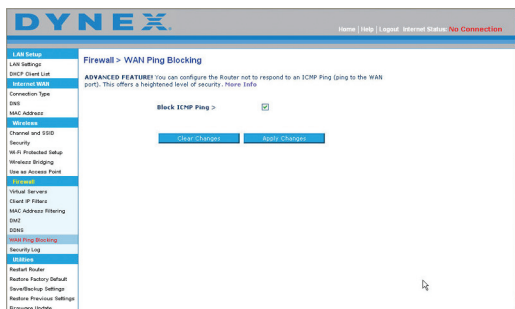 DYNEX
Home | Help | Logout Internet Status: No Connection
LAN Setup
LAN Settings
DHCP Client List
Internet WAN
Connection Type
DNS
MAC Address
Wireless
Channel and SSID
Security
Wi-Fi Protected Setup
Wireless Bridging
Use as Access Point
Firewall
Virtual Servers
Client IP Filters
MAC Address Filtering
DMZ
DDNS
WAN Ping Blocking
Security Log
Utilities
Restart Router
Restore Factory Default
Save/Backup Settings
Restore Previous Settings
Firmware Update
Firewall > WAN Ping Blocking
ADVANCED FEATURE! You can configure the Router not to respond to an ICMP Ping (ping to the WAN
port). This offers a heightened level of security. More Info
Block ICMP Ping >
Clear Changes Apply Changes